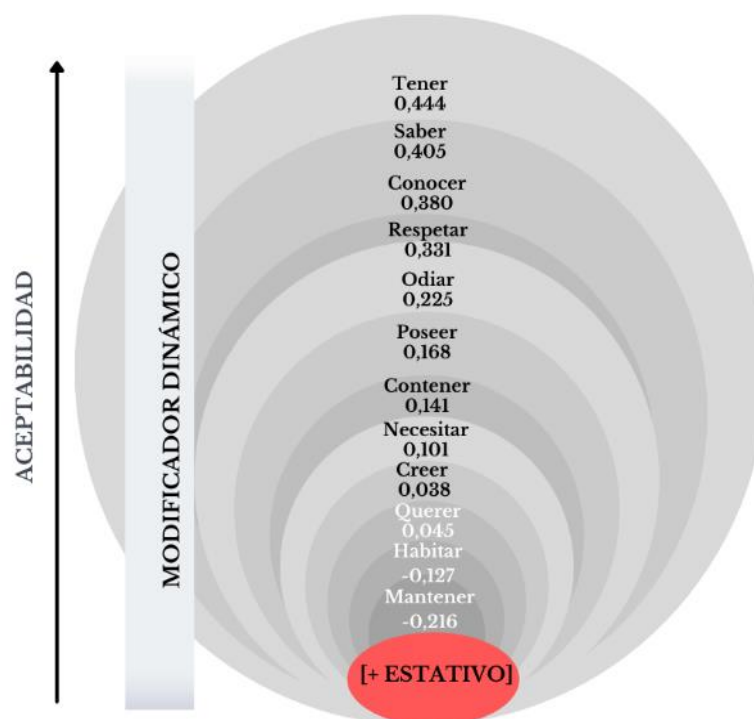 ACEPTABILIDAD
MODIFICADOR DINÁMICO
Tener
0,444
Saber
0,405
Conocer
0,380
Respetar
0,331
Odiar
0,225
Poseer
0,168
Contener
0,141
Necesitar
0,101
Creer
0,038
Querer
0,045
Habitar
-0,127
Mantener
-0,216
[+ ESTATIVO]